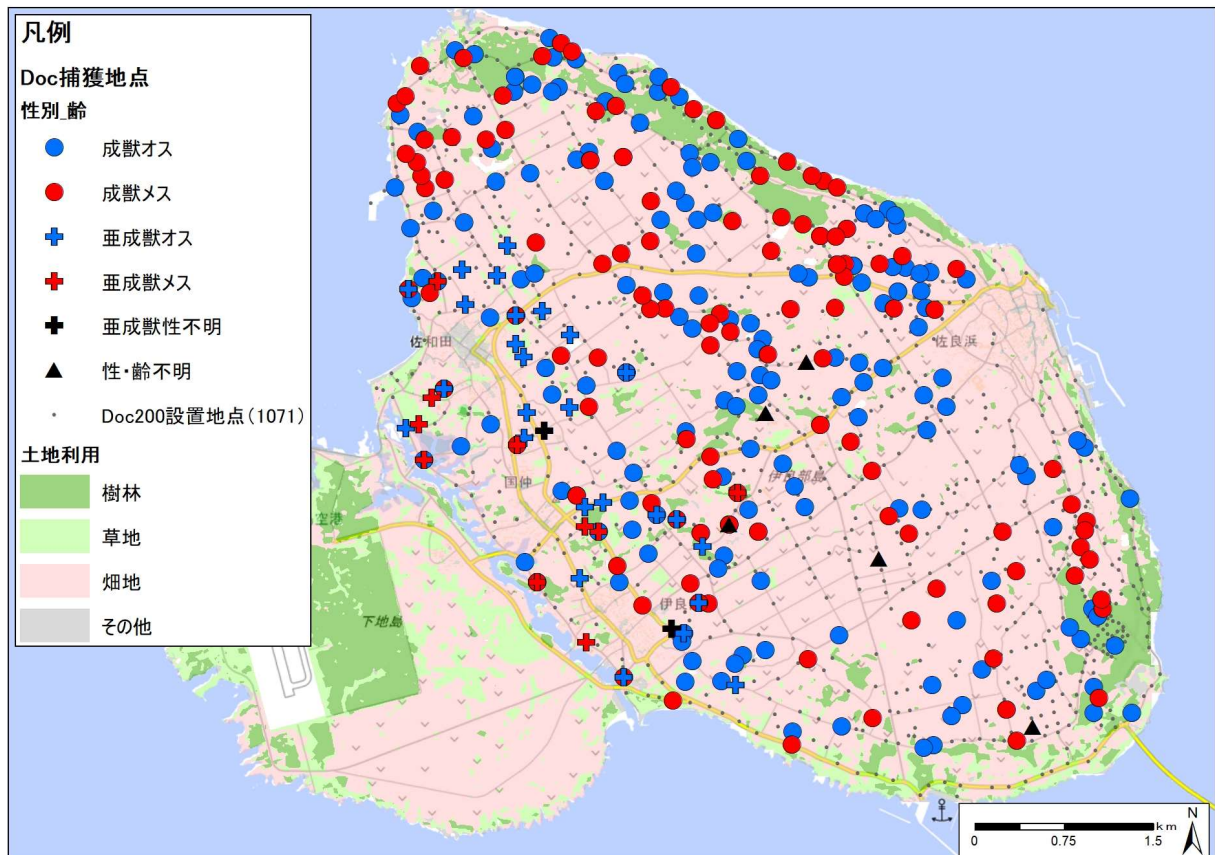 凡例
Doc捕獲地点
性別_齢
成獣オス
成獣メス
亜成獣オス
亜成獣メス
亜成獣性不明
性・齢不明
Doc200設置地点(1071)
土地利用
樹林
草地
畑地
その他
佐和田
佐良浜
国仲
伊良部島
空港
伊良
下地島
N
km
0 0.75 1.5